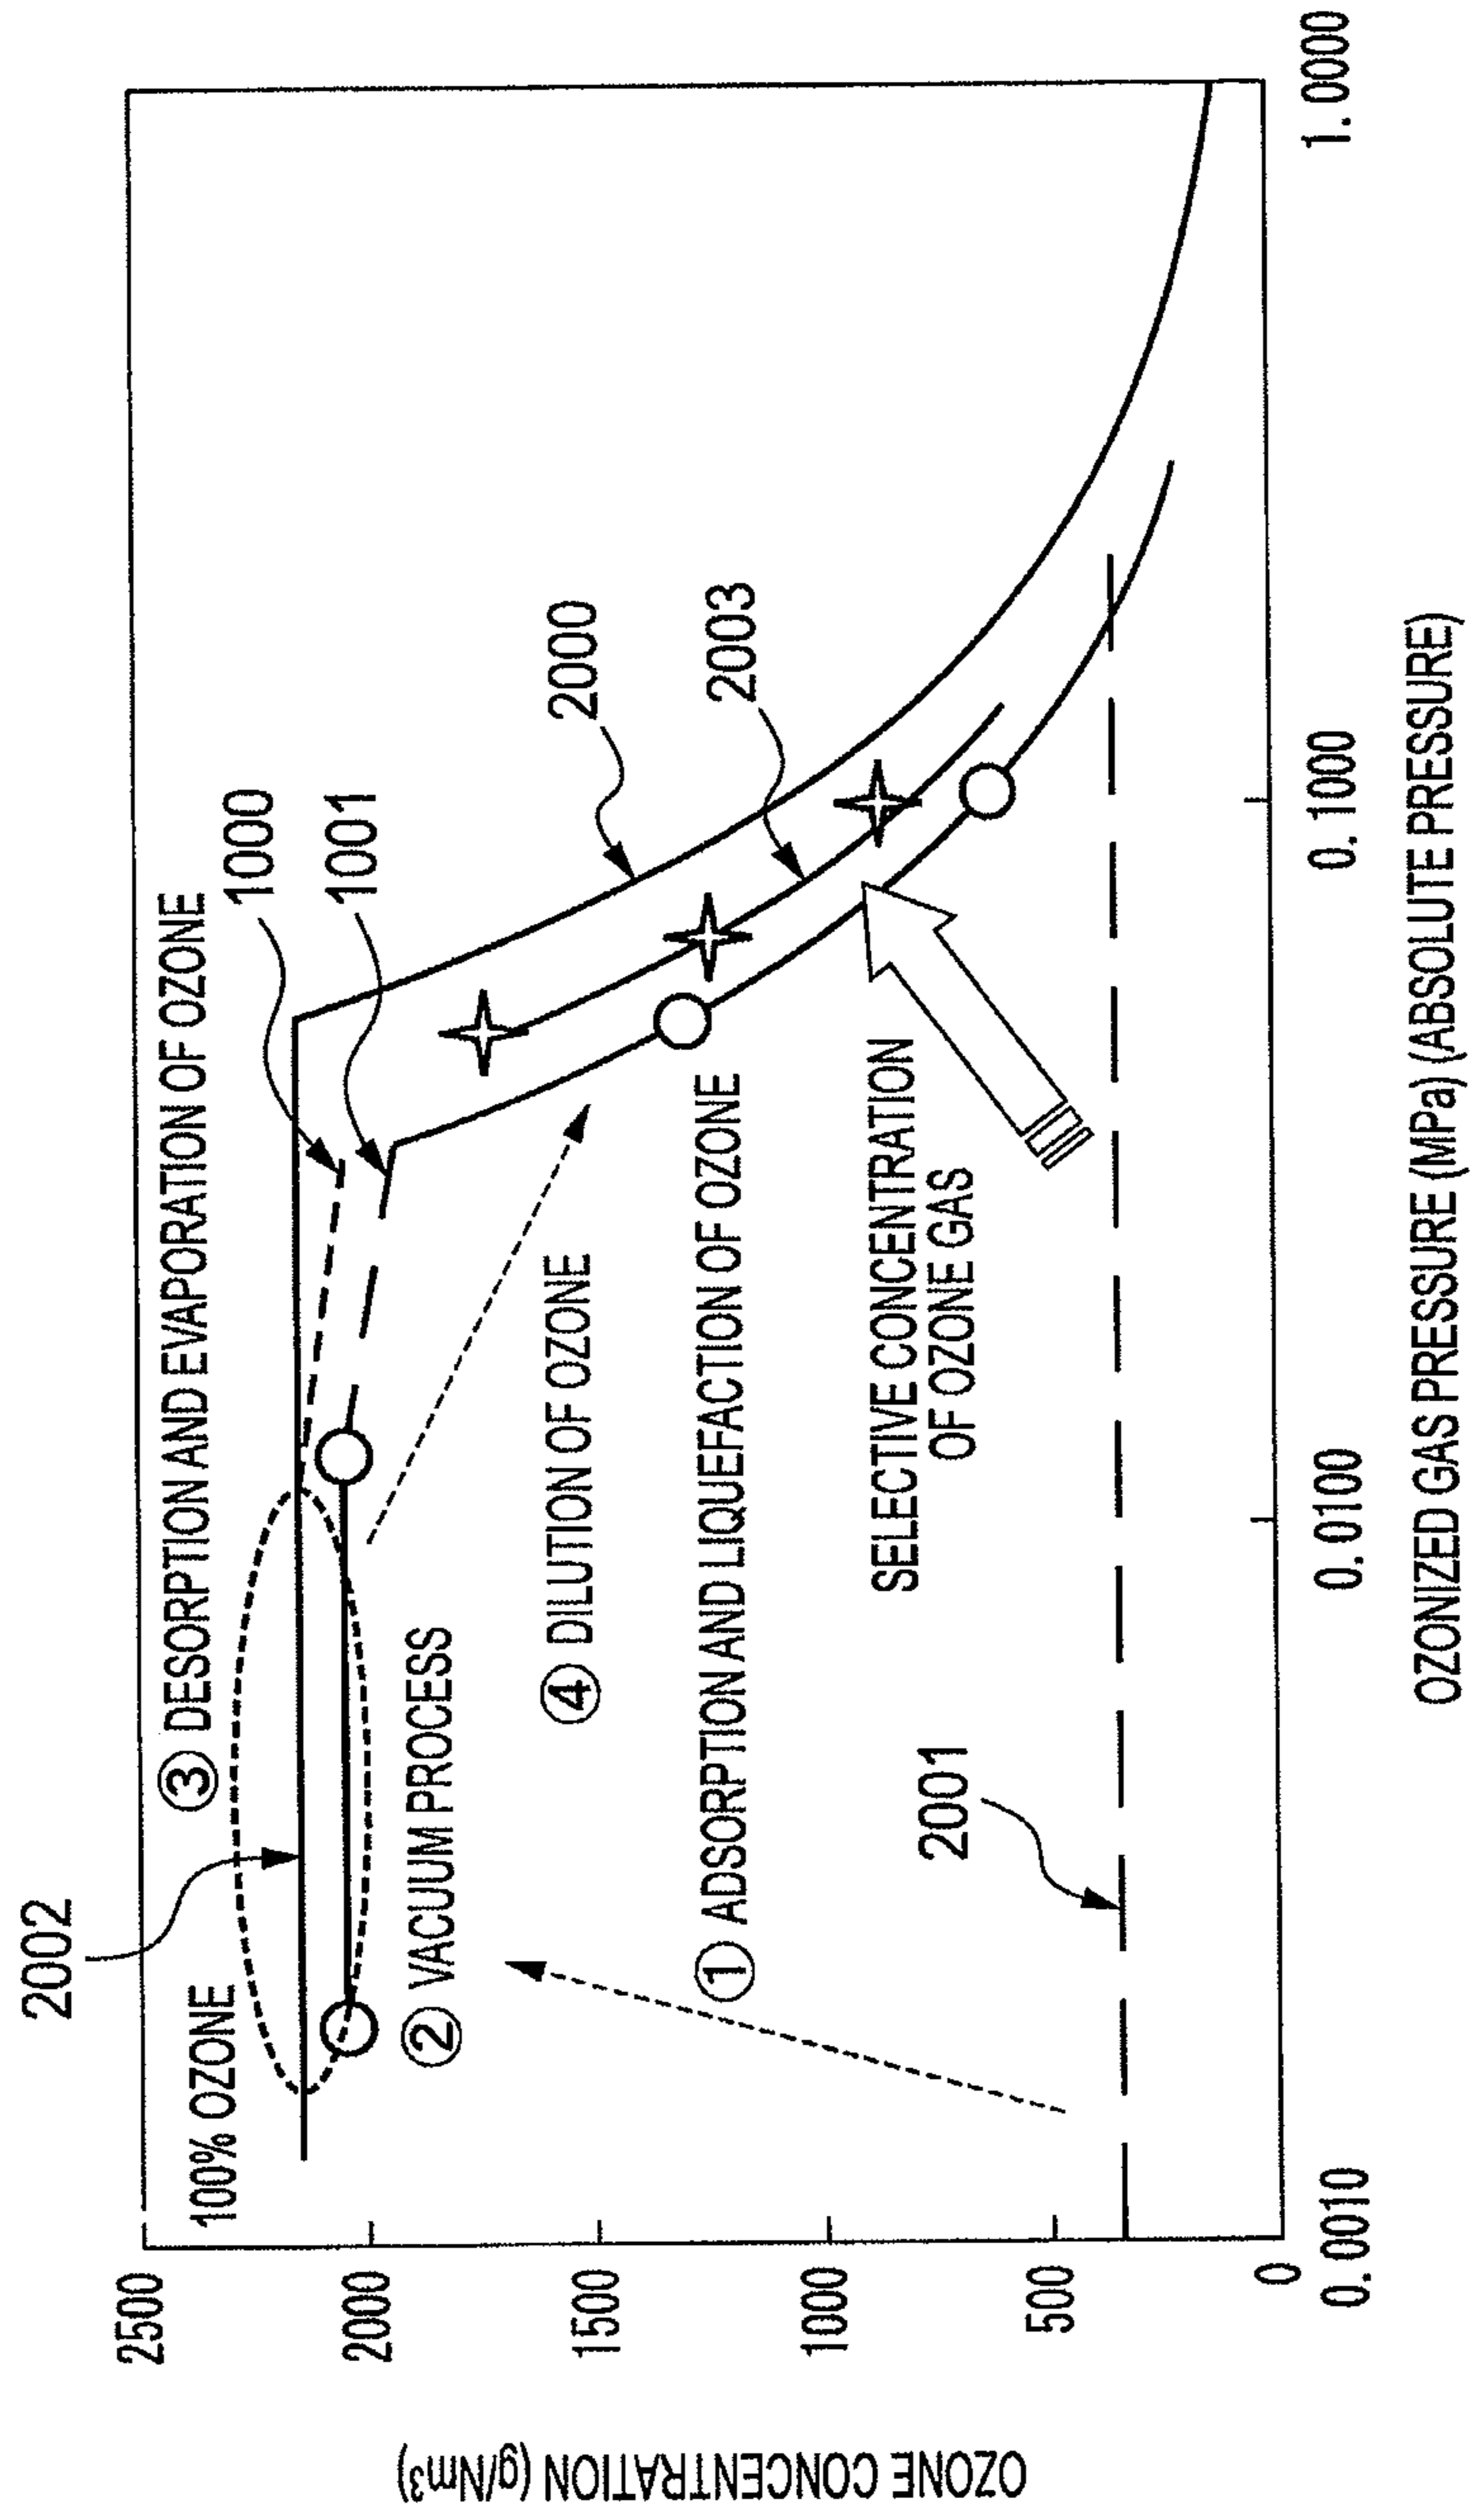 OZONE CONCENTRATION (g/Nm³)
2500
2000
1500
1000
500
0
2002
100% OZONE
③ DESORPTION AND EVAPORATION OF OZONE
1000
1001
② VACUUM PROCESS
④ DILUTION OF OZONE
2000
① ADSORPTION AND LIQUEFACTION OF OZONE
2003
SELECTIVE CONCENTRATION
OF OZONE GAS
2001
0.0010
0.0100
0.1000
1.0000
OZONIZED GAS PRESSURE (MPa) (ABSOLUTE PRESSURE)